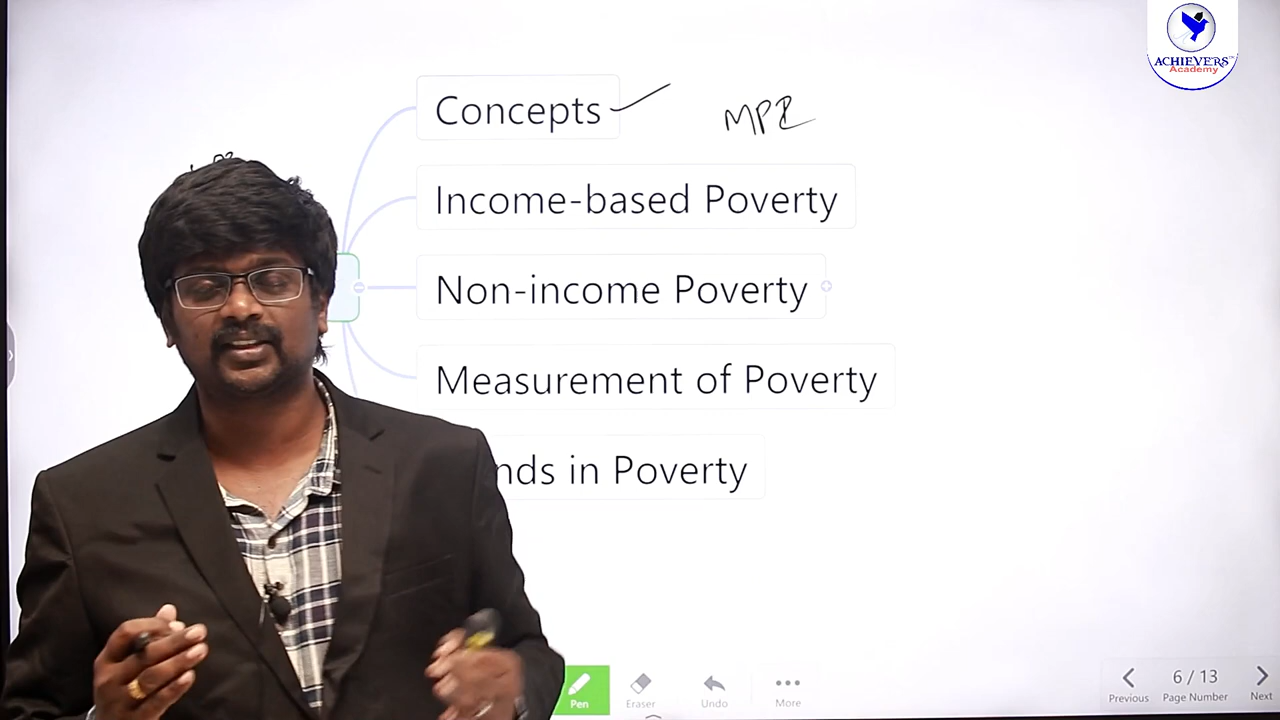 ACHIEVERS
Academy
Concepts
Income-based Poverty
Non-income Poverty
Measurement of Poverty
nds in Poverty
Pen
Eraser
Undo
More
6 / 13
Previous
Page Number
Next